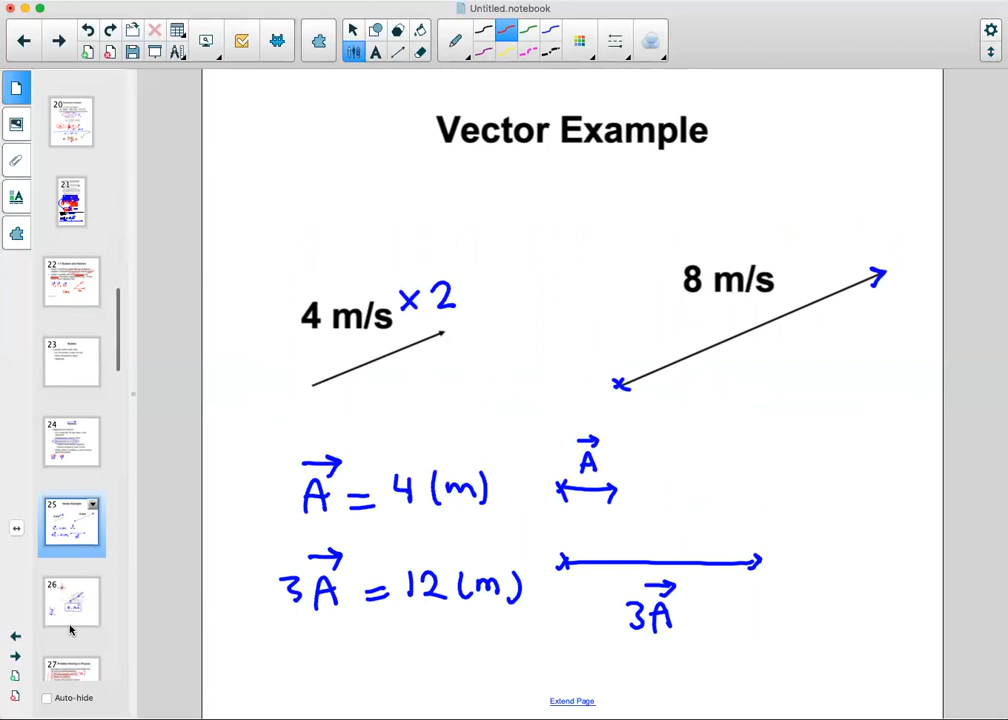 Untitled.notebook
Vector Example
4 m/s × 2
8 m/s
A⃗ = 4 (m)
A⃗
3A⃗ = 12 (m)
3A⃗
Extend Page
20
21
22
23
24
25
26
27
Auto-hide